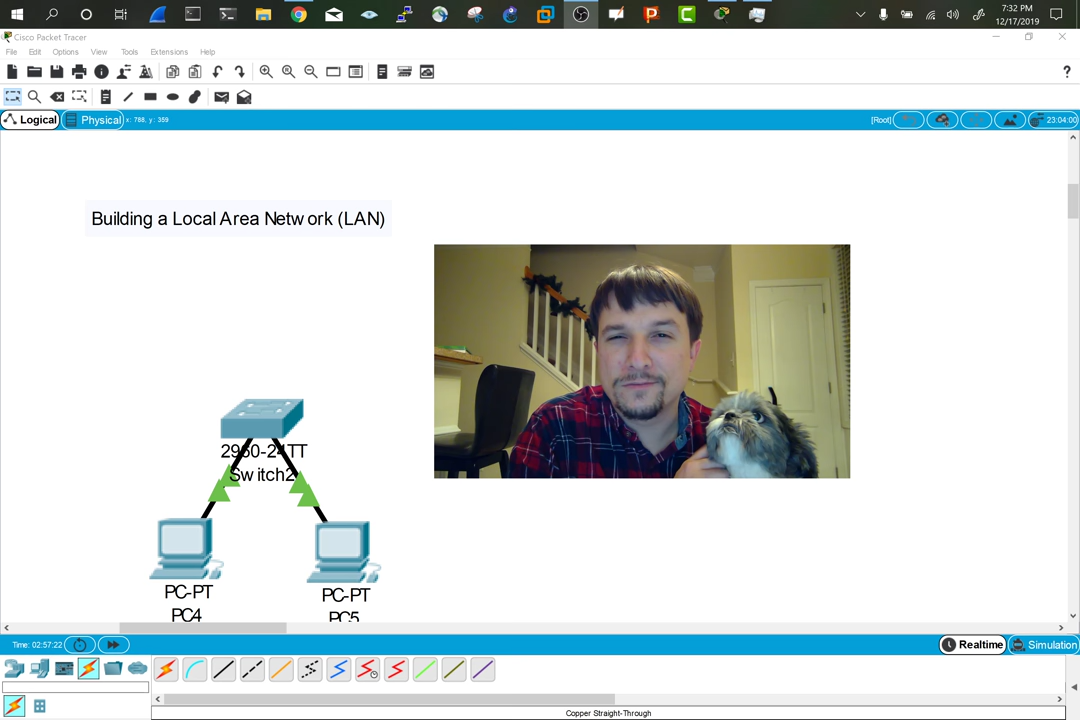 7:32 PM
12/17/2019
Cisco Packet Tracer
File Edit Options View Tools Extensions Help
Logical Physical x: 788, y: 359 [Root] 23:04:00
Building a Local Area Network (LAN)
2960-24TT
Switch2
PC-PT
PC4
PC-PT
PC5
Time: 02:57:22 Realtime Simulation
Copper Straight-Through